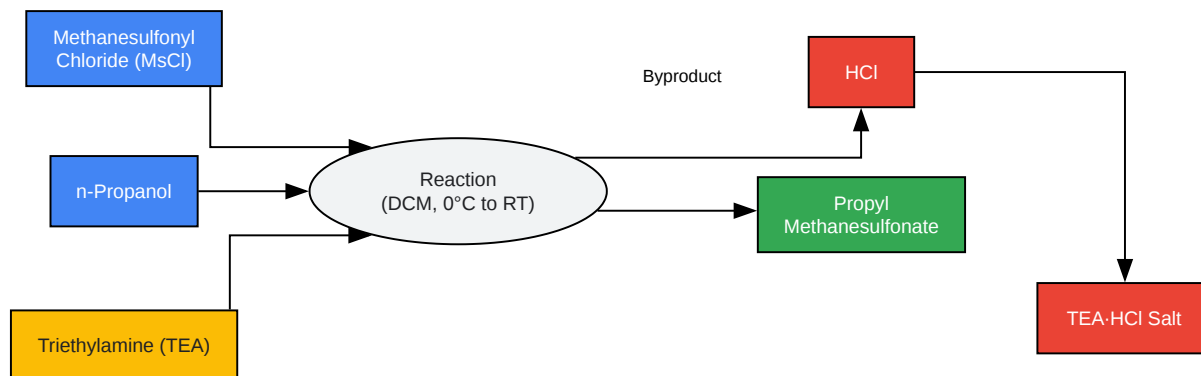 Methanesulfonyl
Chloride (MsCl)
n-Propanol
Triethylamine (TEA)
Reaction
(DCM, 0°C to RT)
Byproduct
HCl
Propyl
Methanesulfonate
TEA·HCl Salt